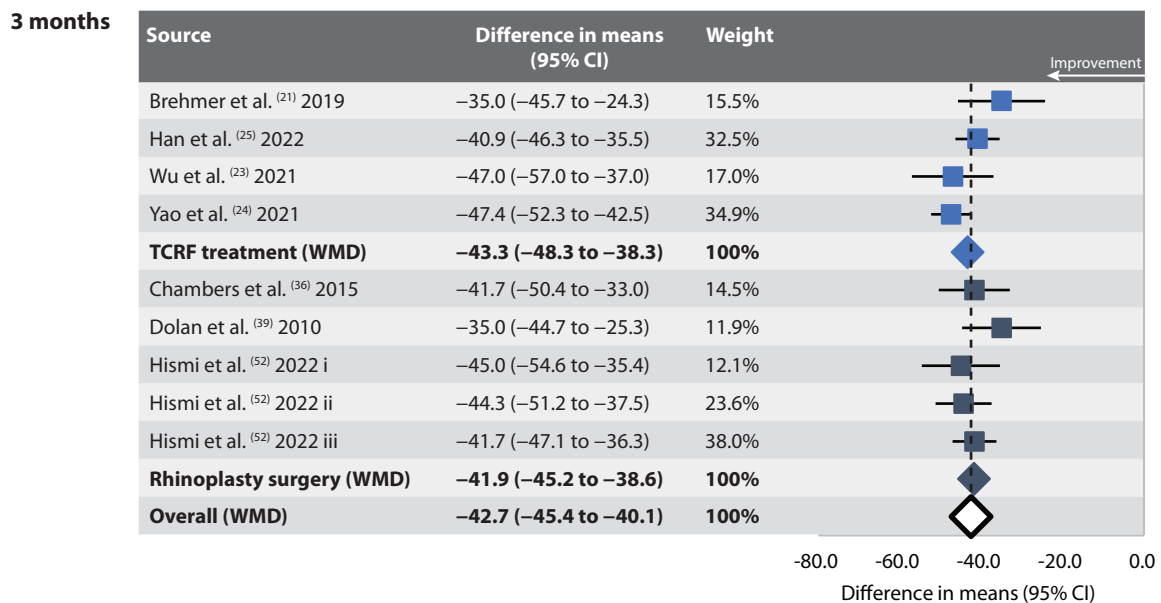 3 months
Source Difference in means (95% CI) Weight
Improvement
Brehmer et al. (21) 2019 −35.0 (−45.7 to −24.3) 15.5%
Han et al. (25) 2022 −40.9 (−46.3 to −35.5) 32.5%
Wu et al. (23) 2021 −47.0 (−57.0 to −37.0) 17.0%
Yao et al. (24) 2021 −47.4 (−52.3 to −42.5) 34.9%
TCRF treatment (WMD) −43.3 (−48.3 to −38.3) 100%
Chambers et al. (36) 2015 −41.7 (−50.4 to −33.0) 14.5%
Dolan et al. (39) 2010 −35.0 (−44.7 to −25.3) 11.9%
Hismi et al. (52) 2022 i −45.0 (−54.6 to −35.4) 12.1%
Hismi et al. (52) 2022 ii −44.3 (−51.2 to −37.5) 23.6%
Hismi et al. (52) 2022 iii −41.7 (−47.1 to −36.3) 38.0%
Rhinoplasty surgery (WMD) −41.9 (−45.2 to −38.6) 100%
Overall (WMD) −42.7 (−45.4 to −40.1) 100%
-80.0 -60.0 -40.0 -20.0 0.0
Difference in means (95% CI)